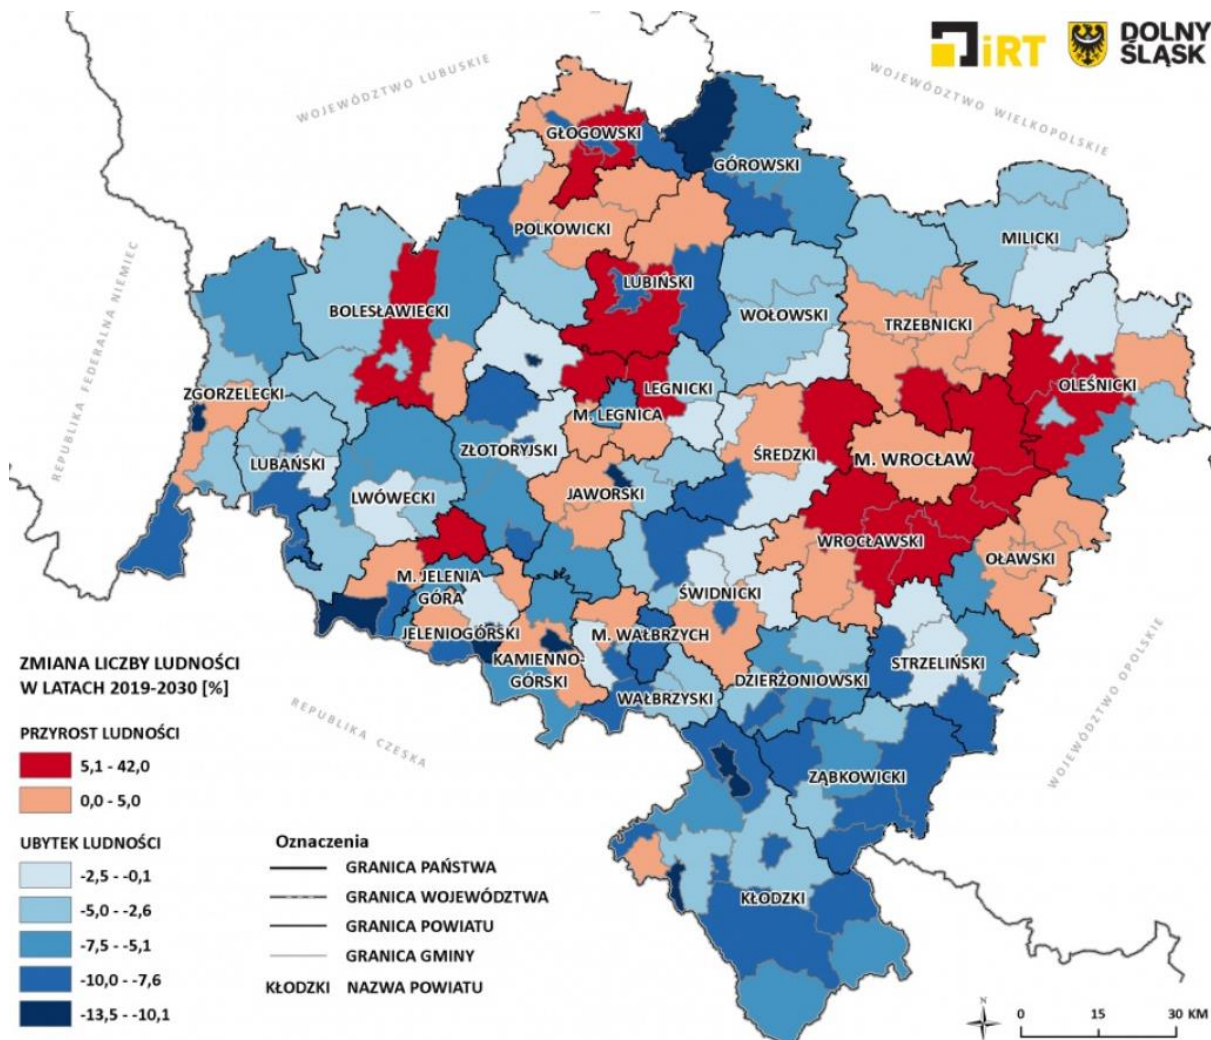 iRT
DOLNY
ŚLĄSK
WOJEWÓDZTWO LUBUSKIE
WOJEWÓDZTWO WIELKOPOLSKIE
REPUBLIKA FEDERALNA NIEMIEC
GŁOGOWSKI
GÓROWSKI
POLKOWICKI
MILICKI
LUBIŃSKI
BOLESŁAWIECKI
WOŁOWSKI
TRZEBNICKI
ZGORZELECKI
LEGNICKI
OLEŚNICKI
M. LEGNICA
ZŁOTORYJSKI
ŚREDZKI
M. WROCŁAW
LUBAŃSKI
LWÓWECKI
JAWORSKI
WROCŁAWSKI
OŁAWSKI
M. JELENIA
GÓRA
ŚWIDNICKI
JELENIOGÓRSKI
M. WAŁBRZYCH
KAMIENNO-
GÓRSKI
STRZELIŃSKI
DZIERŻONIOWSKI
WAŁBRZYSKI
ZĄBKOWICKI
KŁODZKI
REPUBLIKA CZESKA
WOJEWÓDZTWO OPOLSKIE
ZMIANA LICZBY LUDNOŚCI
W LATACH 2019-2030 [%]
PRZYROST LUDNOŚCI
5,1 - 42,0
0,0 - 5,0
UBYTEK LUDNOŚCI
-2,5 - -0,1
-5,0 - -2,6
-7,5 - -5,1
-10,0 - -7,6
-13,5 - -10,1
Oznaczenia
GRANICA PAŃSTWA
GRANICA WOJEWÓDZTWA
GRANICA POWIATU
GRANICA GMINY
KŁODZKI NAZWA POWIATU
N
0 15 30 KM